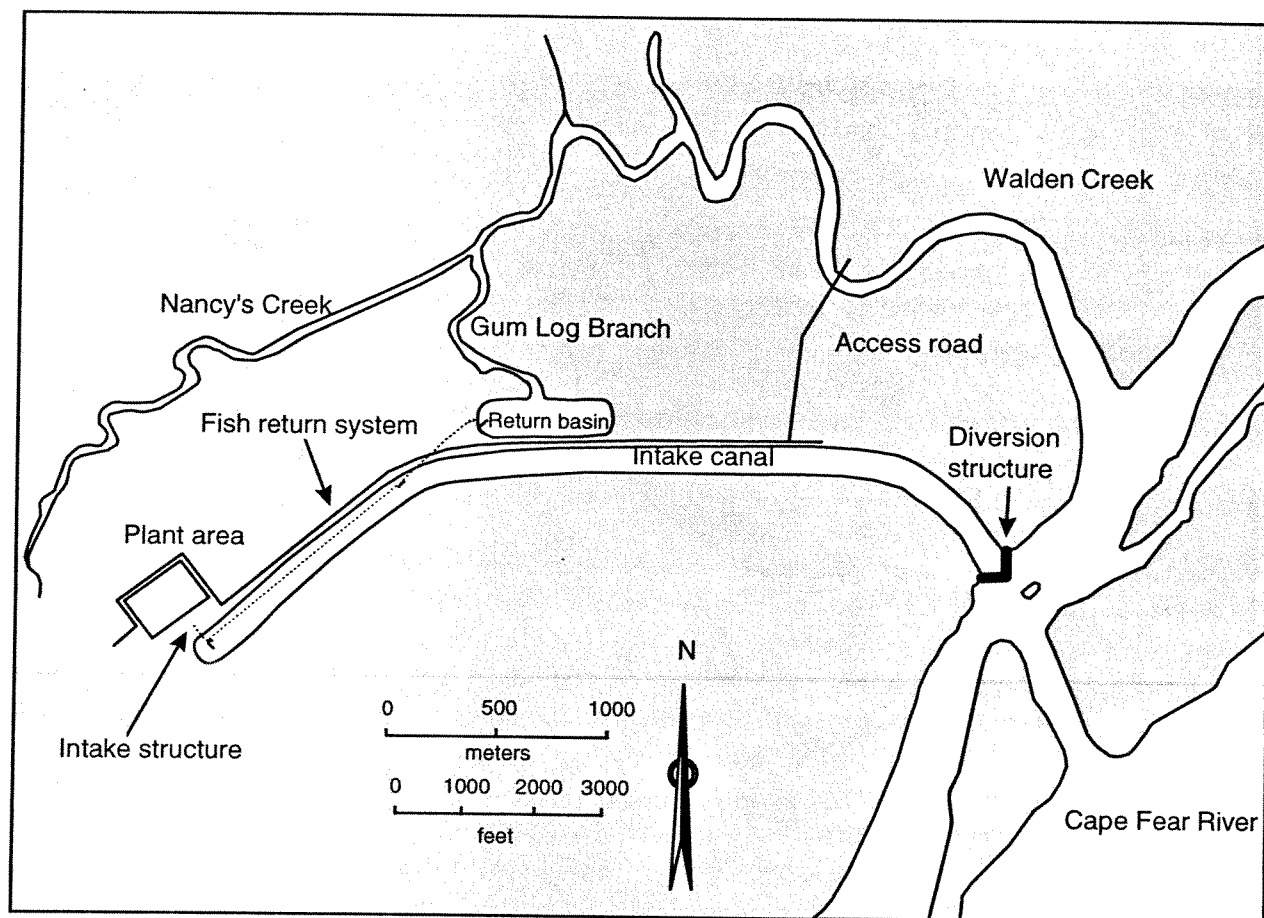 Walden Creek
Nancy's Creek
Gum Log Branch
Access road
Fish return system
Return basin
Intake canal
Diversion
structure
Plant area
N
0 500 1000
meters
Intake structure
0 1000 2000 3000
feet
Cape Fear River